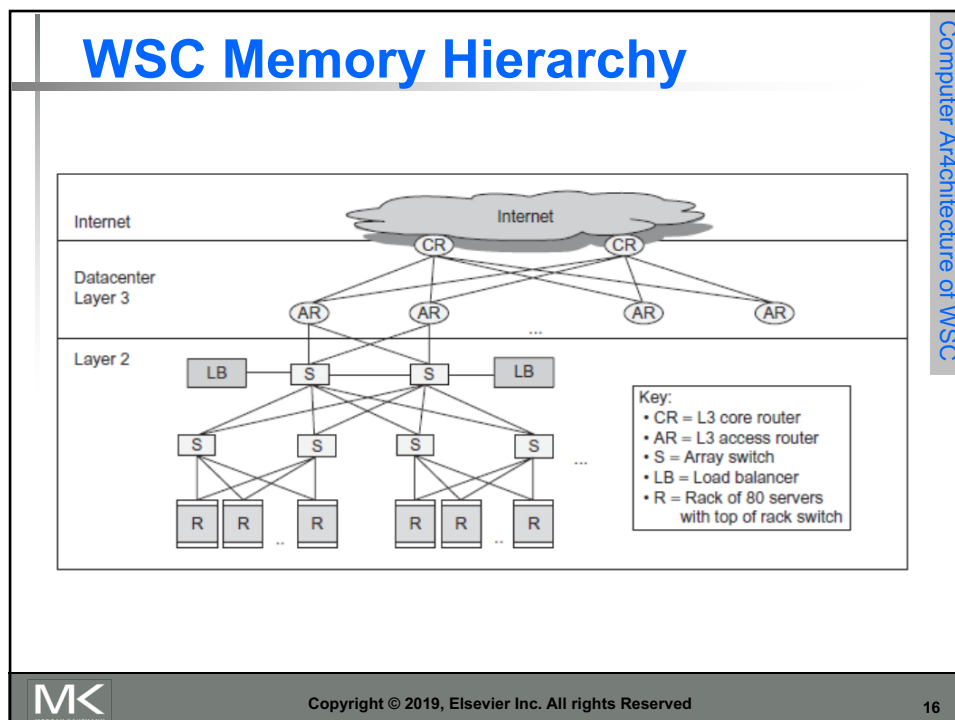 WSC Memory Hierarchy
Computer Ar4chitecture of WSC
Internet
Internet
CR CR
Datacenter
Layer 3
AR AR AR AR
...
Layer 2
LB S S LB
Key:
• CR = L3 core router
• AR = L3 access router
• S = Array switch
• LB = Load balancer
• R = Rack of 80 servers
with top of rack switch
S S S S ...
R R .. R R R .. R
MK
Copyright © 2019, Elsevier Inc. All rights Reserved
16